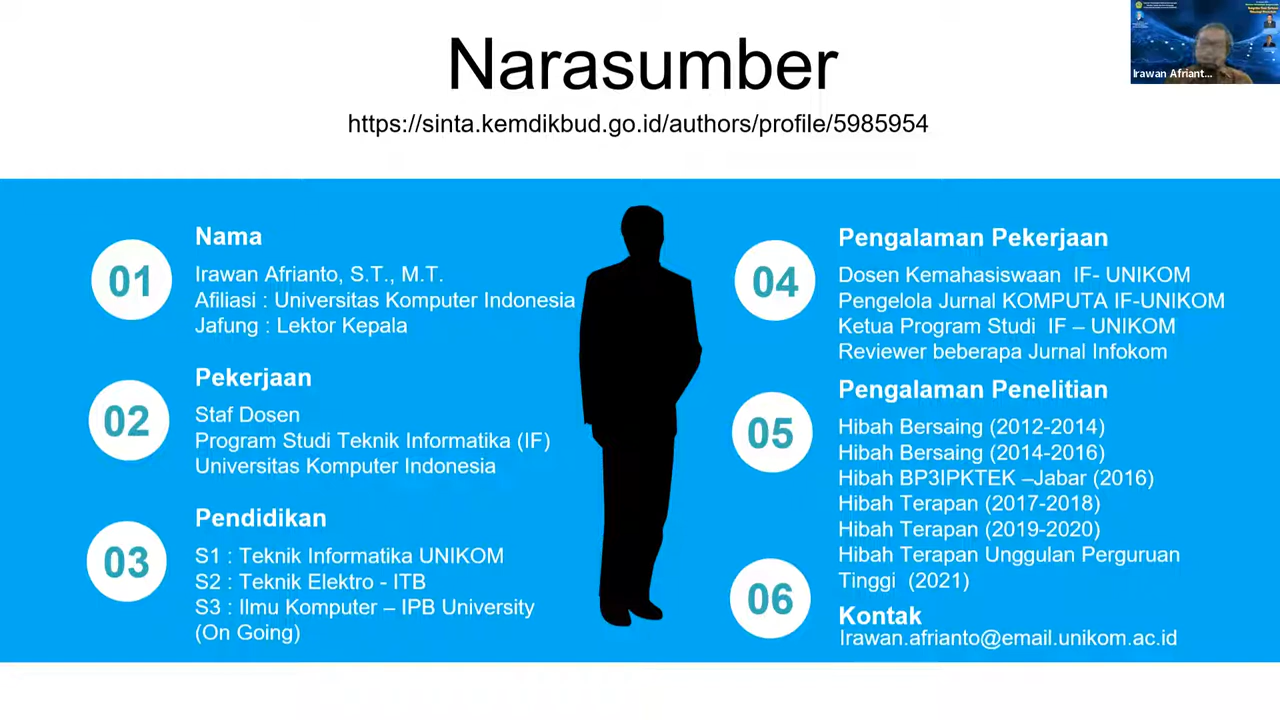 Narasumber
https://sinta.kemdikbud.go.id/authors/profile/5985954
Irawan Afriant...
01
Nama
Irawan Afrianto, S.T., M.T.
Afiliasi : Universitas Komputer Indonesia
Jafung : Lektor Kepala
02
Pekerjaan
Staf Dosen
Program Studi Teknik Informatika (IF)
Universitas Komputer Indonesia
03
Pendidikan
S1 : Teknik Informatika UNIKOM
S2 : Teknik Elektro - ITB
S3 : Ilmu Komputer – IPB University
(On Going)
04
Pengalaman Pekerjaan
Dosen Kemahasiswaan IF- UNIKOM
Pengelola Jurnal KOMPUTA IF-UNIKOM
Ketua Program Studi IF – UNIKOM
Reviewer beberapa Jurnal Infokom
05
Pengalaman Penelitian
Hibah Bersaing (2012-2014)
Hibah Bersaing (2014-2016)
Hibah BP3IPKTEK –Jabar (2016)
Hibah Terapan (2017-2018)
Hibah Terapan (2019-2020)
Hibah Terapan Unggulan Perguruan
Tinggi (2021)
06
Kontak
Irawan.afrianto@email.unikom.ac.id